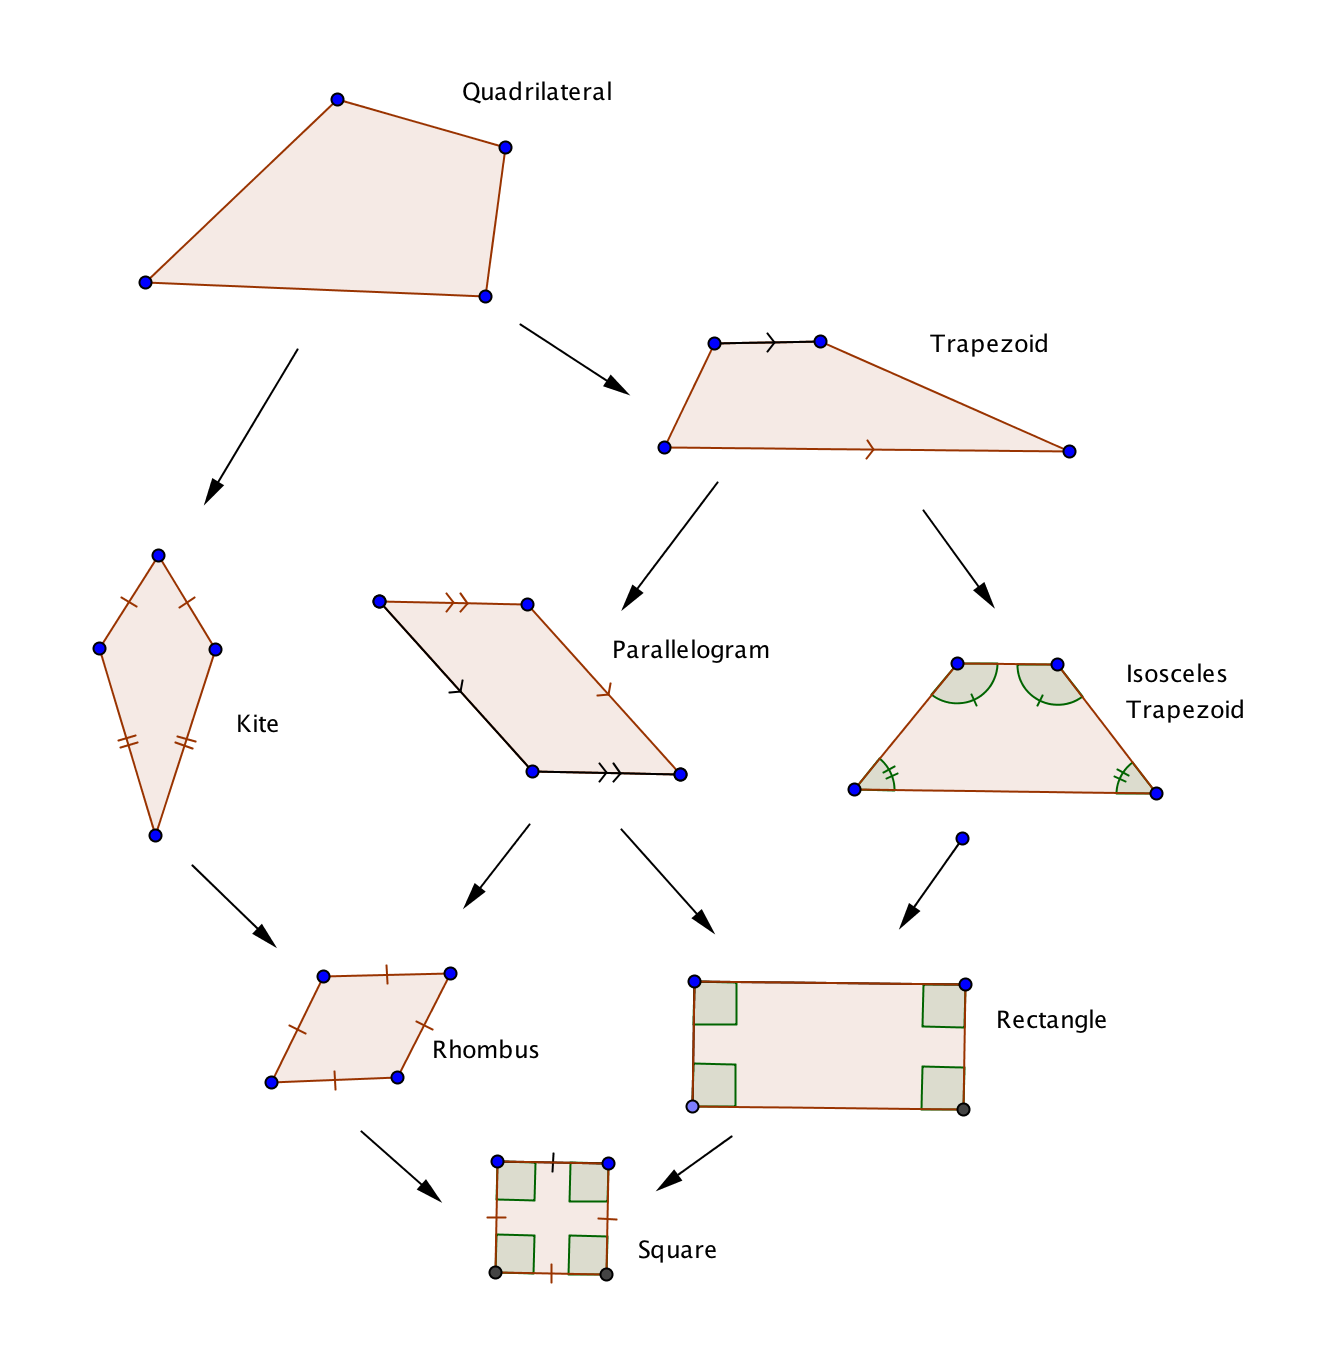 Quadrilateral
Trapezoid
Parallelogram
Isosceles
Trapezoid
Kite
Rectangle
Rhombus
Square